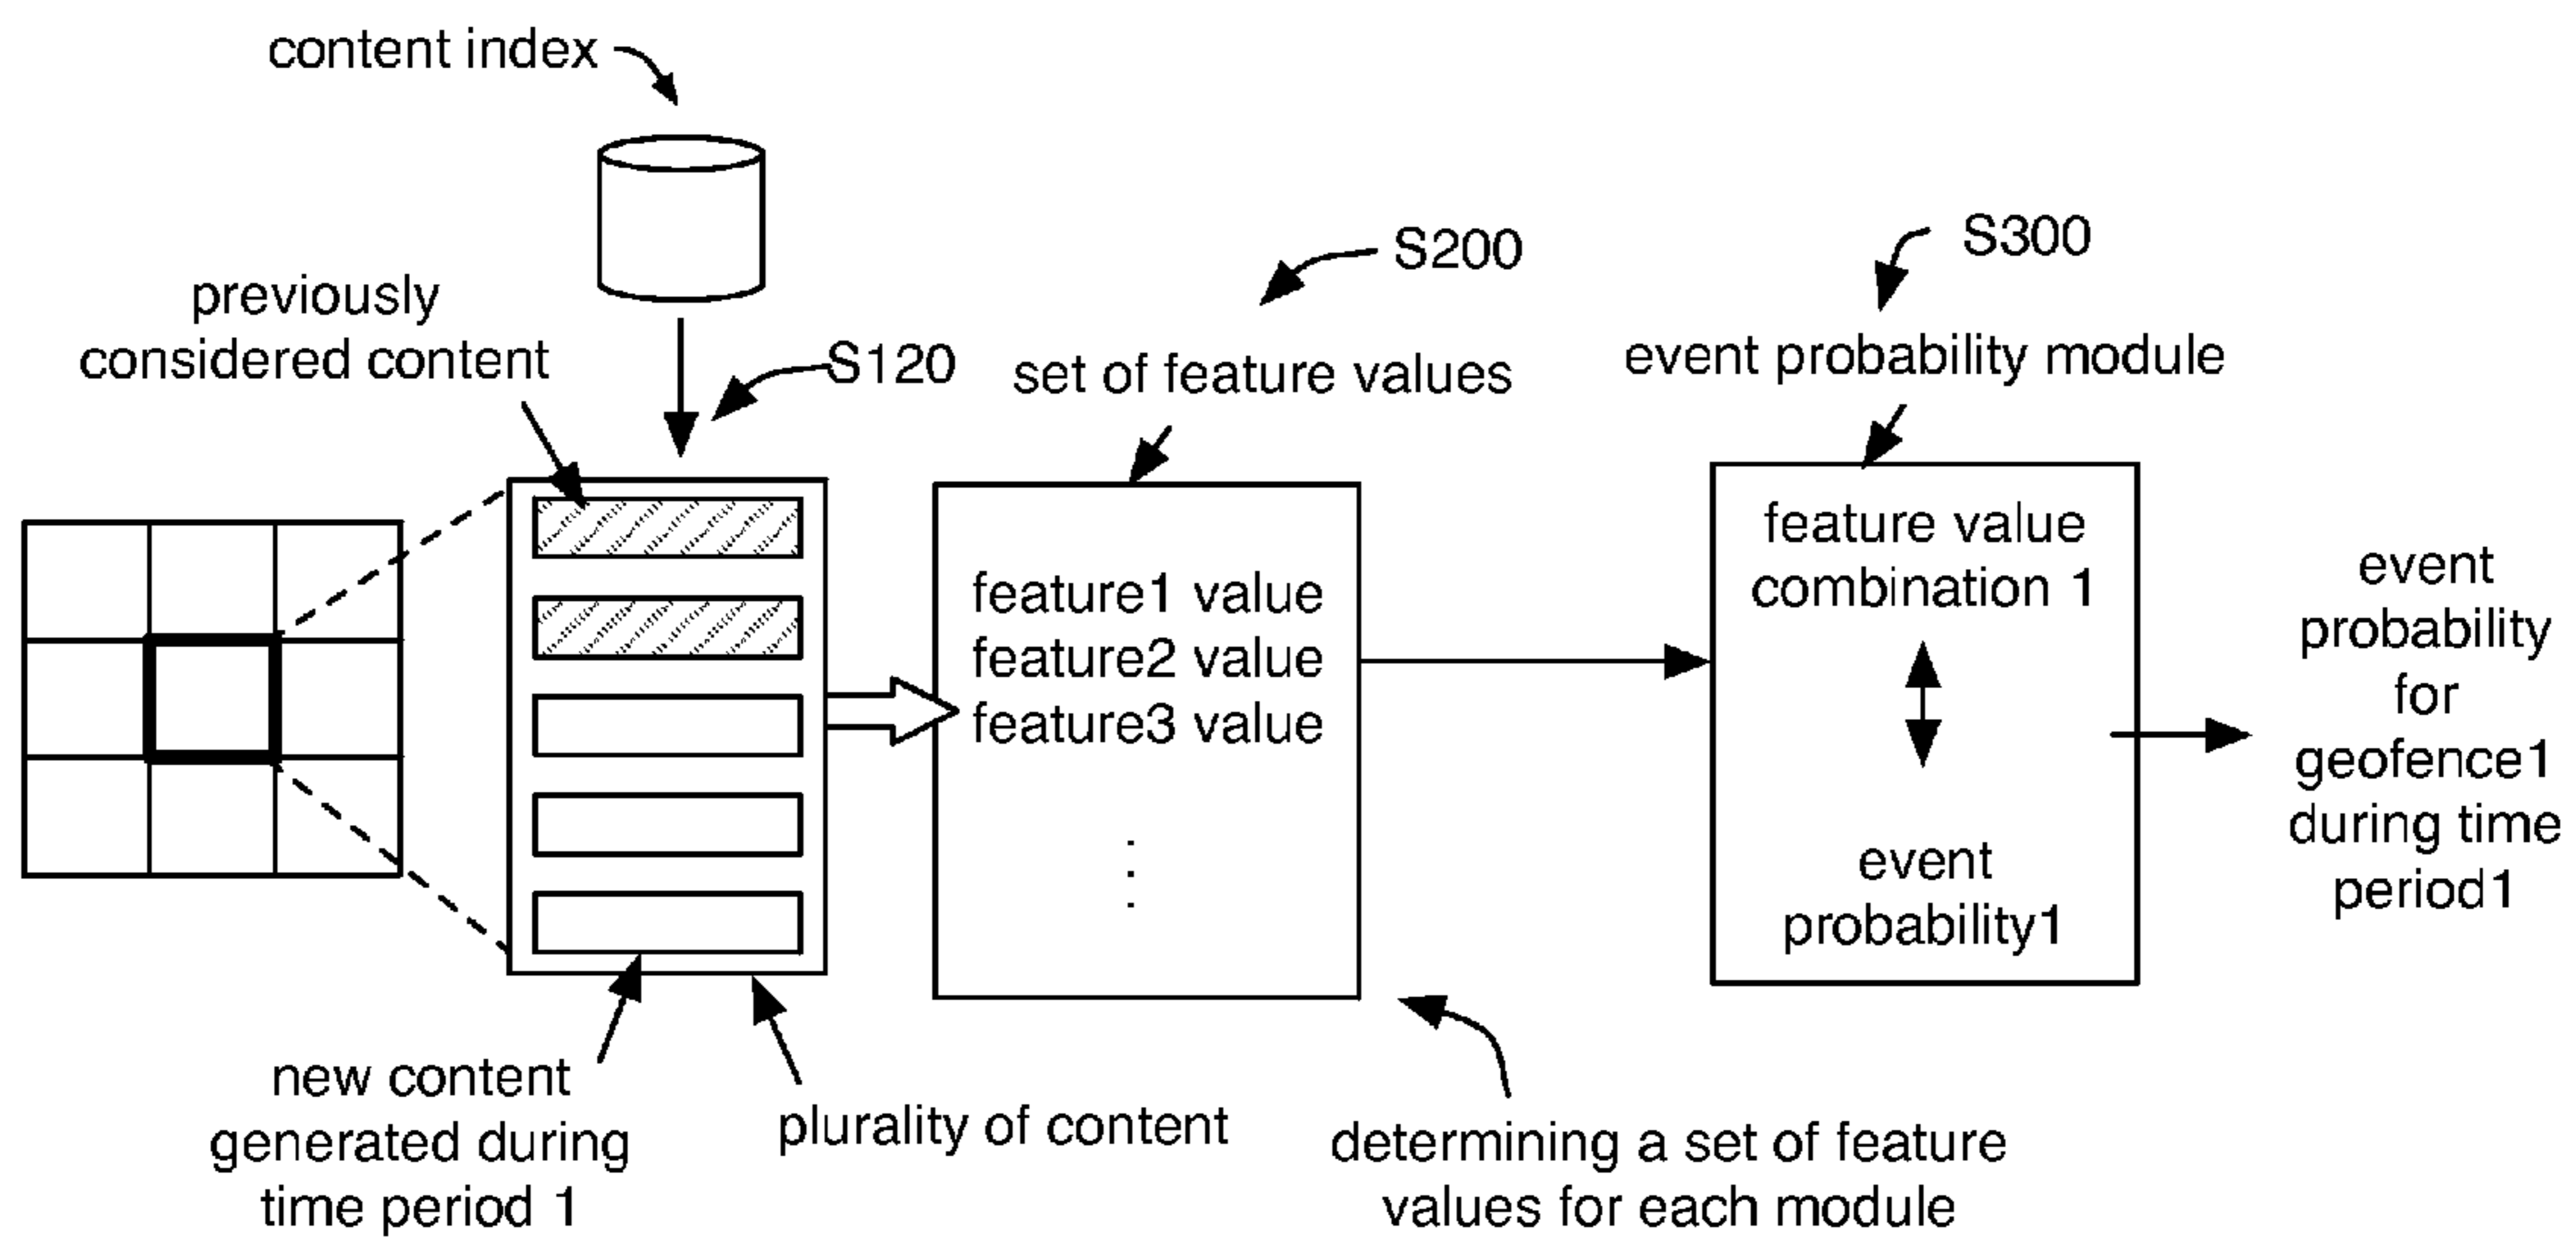 content index
previously
considered content
S120
S200
set of feature values
S300
event probability module
feature1 value
feature2 value
feature3 value
feature value
combination 1
event
probability1
event
probability
for
geofence1
during time
period1
new content
generated during
time period 1
plurality of content
determining a set of feature
values for each module